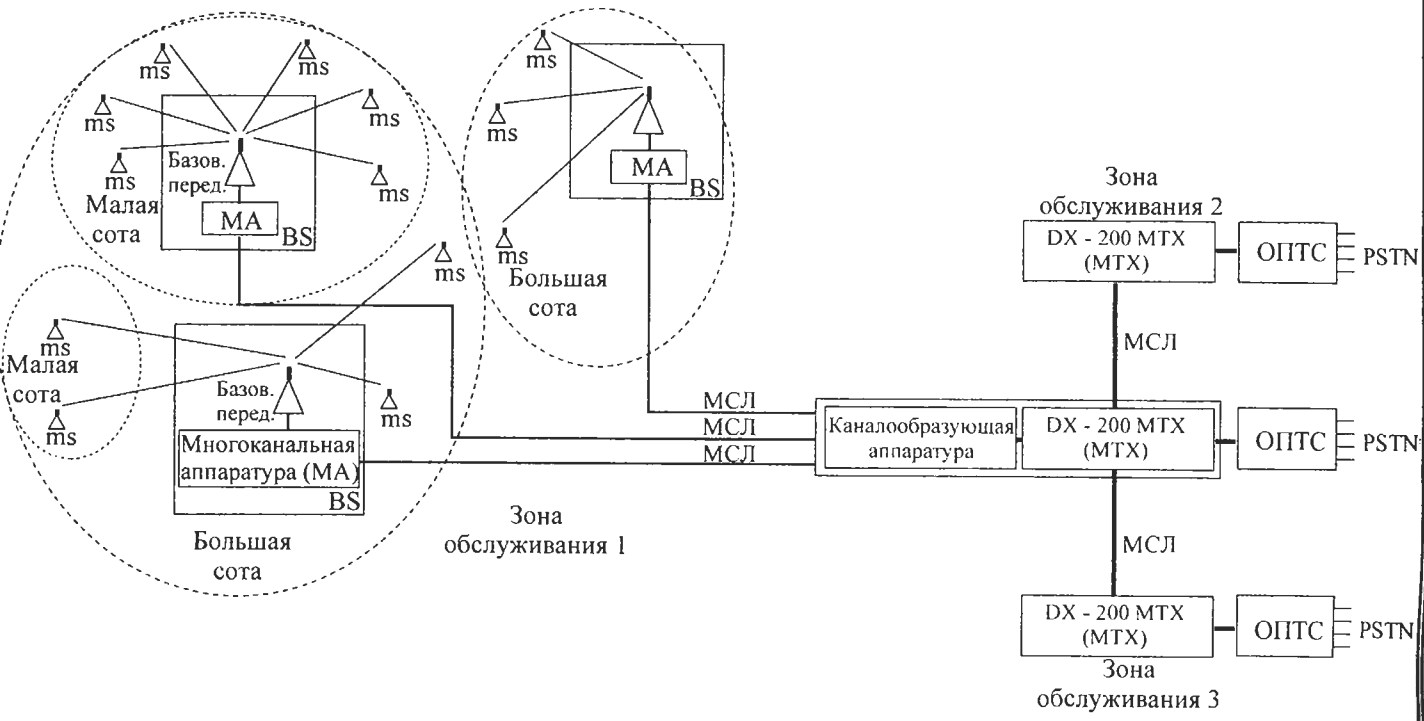 ms
ms
ms
ms
ms
ms
Базов.
перед.
МА
BS
Малая
сота
ms
ms
ms
Малая
сота
ms
ms
Базов.
перед.
Многоканальная
аппаратура (МА)
BS
Большая
сота
ms
ms
ms
МА
BS
Большая
сота
Зона
обслуживания 1
МСЛ
МСЛ
МСЛ
Каналообразующая
аппаратура
DX - 200 MTX
(MTX)
ОПТС
PSTN
Зона
обслуживания 2
DX - 200 MTX
(MTX)
ОПТС
PSTN
МСЛ
МСЛ
DX - 200 MTX
(MTX)
ОПТС
PSTN
Зона
обслуживания 3